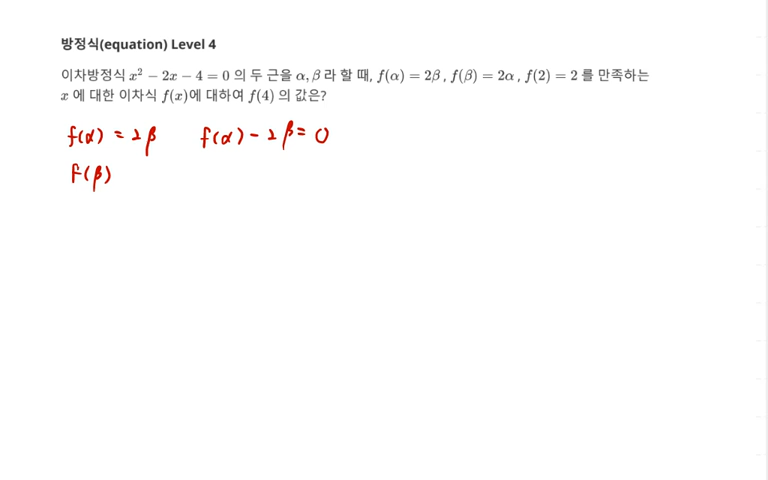 방정식(equation) Level 4
이차방정식 x² − 2x − 4 = 0 의 두 근을 α, β 라 할 때, f(α) = 2β , f(β) = 2α , f(2) = 2 를 만족하는
x 에 대한 이차식 f(x)에 대하여 f(4) 의 값은?
f(α) = 2β f(α) - 2β = 0
f(β)